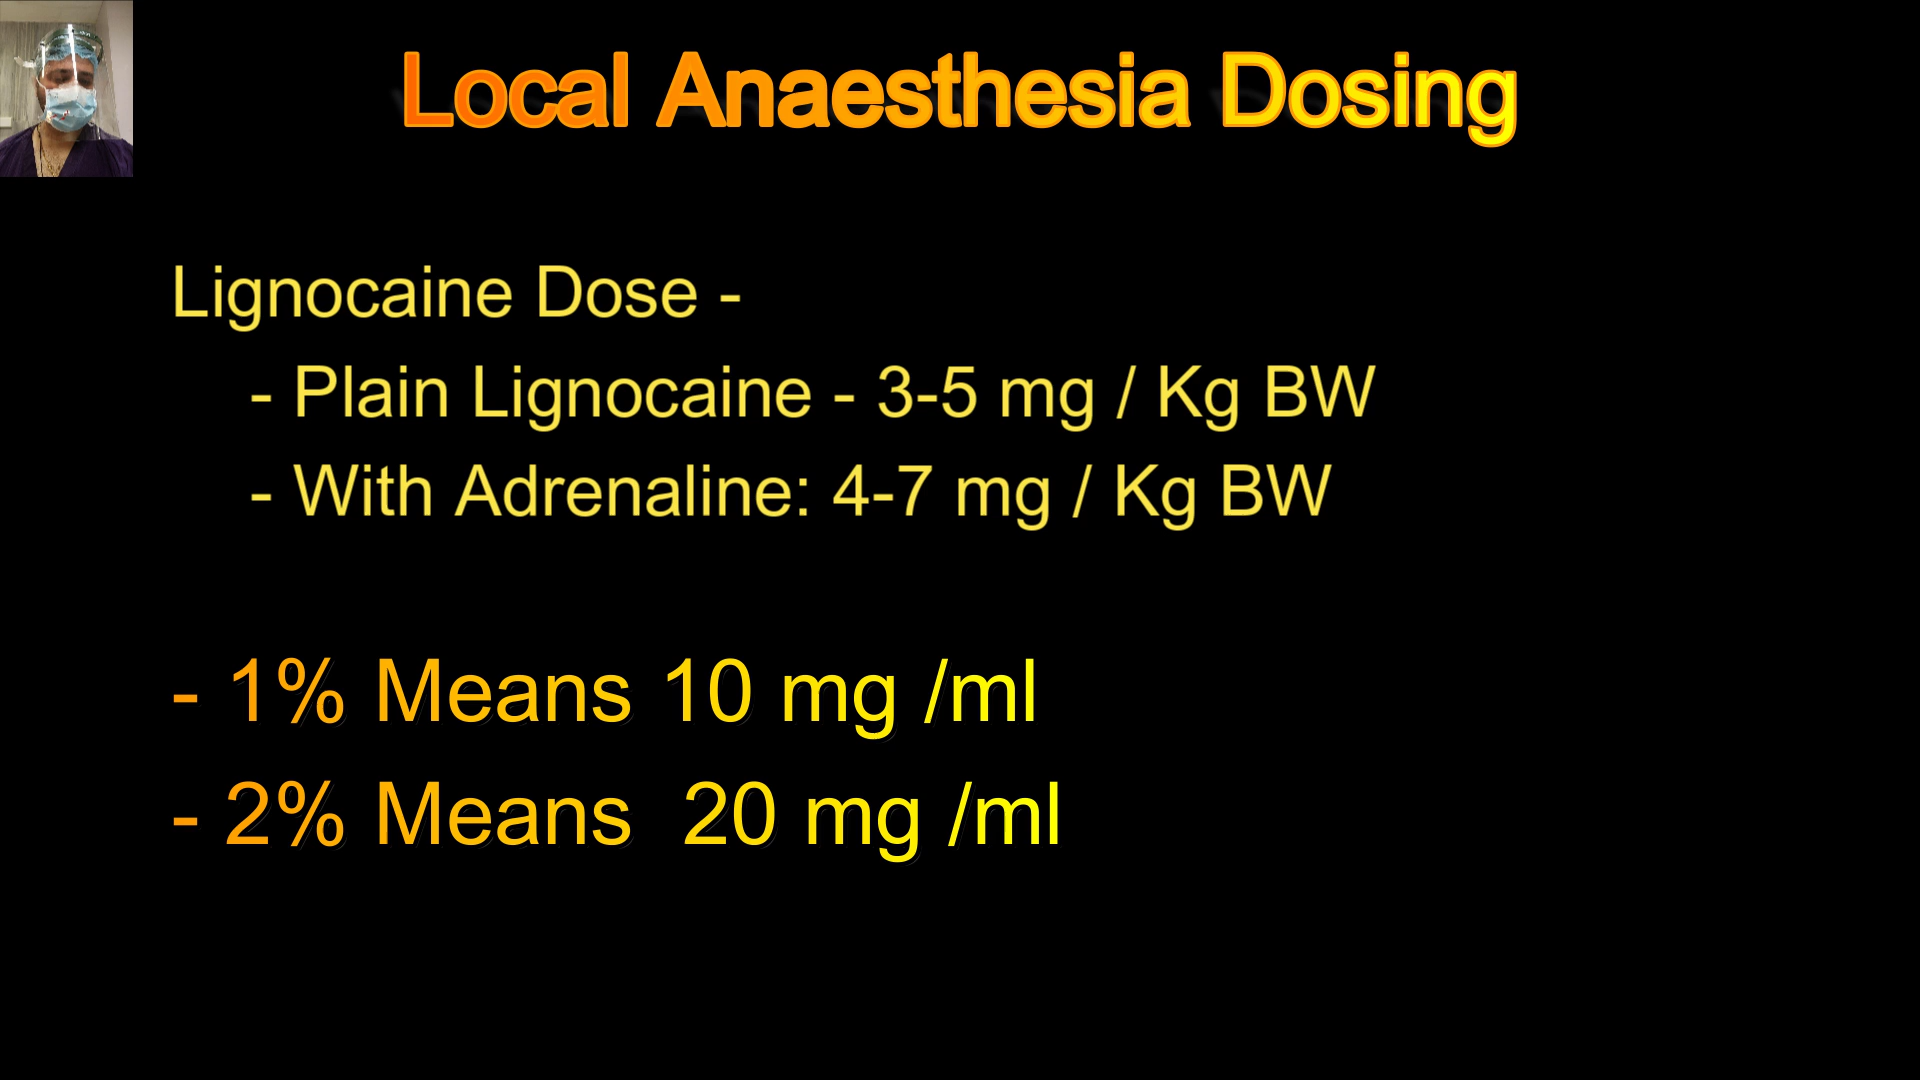 Local Anaesthesia Dosing
Lignocaine Dose -
- Plain Lignocaine - 3-5 mg / Kg BW
- With Adrenaline: 4-7 mg / Kg BW
- 1% Means 10 mg /ml
- 2% Means  20 mg /ml